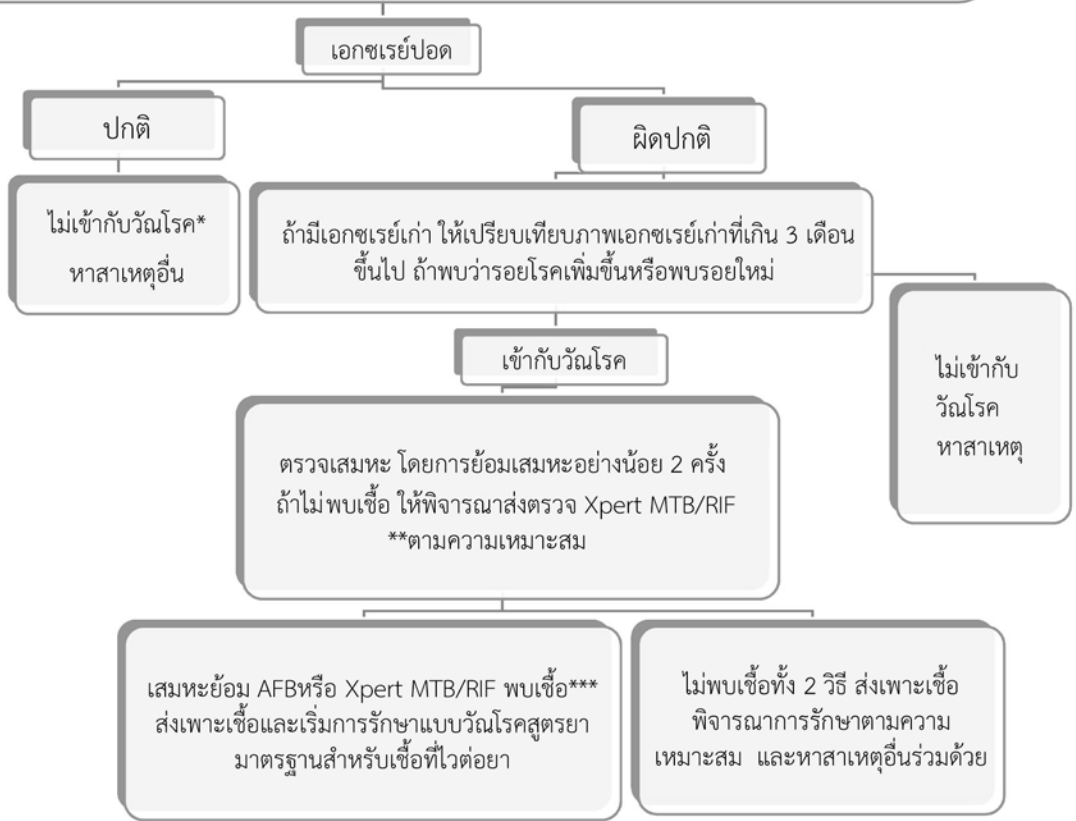 เอกซเรย์ปอด
ปกติ
ผิดปกติ
ไม่เข้ากับวัณโรค*
หาสาเหตุอื่น
ถ้ามีเอกซเรย์เก่า ให้เปรียบเทียบภาพเอกซเรย์เก่าที่เกิน 3 เดือน
ขึ้นไป ถ้าพบว่ารอยโรคเพิ่มขึ้นหรือพบรอยใหม่
เข้ากับวัณโรค
ไม่เข้ากับ
วัณโรค
หาสาเหตุ
ตรวจเสมหะ โดยการย้อมเสมหะอย่างน้อย 2 ครั้ง
ถ้าไม่พบเชื้อ ให้พิจารณาส่งตรวจ Xpert MTB/RIF
**ตามความเหมาะสม
เสมหะย้อม AFBหรือ Xpert MTB/RIF พบเชื้อ***
ส่งเพาะเชื้อและเริ่มการรักษาแบบวัณโรคสูตรยา
มาตรฐานสำหรับเชื้อที่ไวต่อยา
ไม่พบเชื้อทั้ง 2 วิธี ส่งเพาะเชื้อ
พิจารณาการรักษาตามความ
เหมาะสม และหาสาเหตุอื่นร่วมด้วย